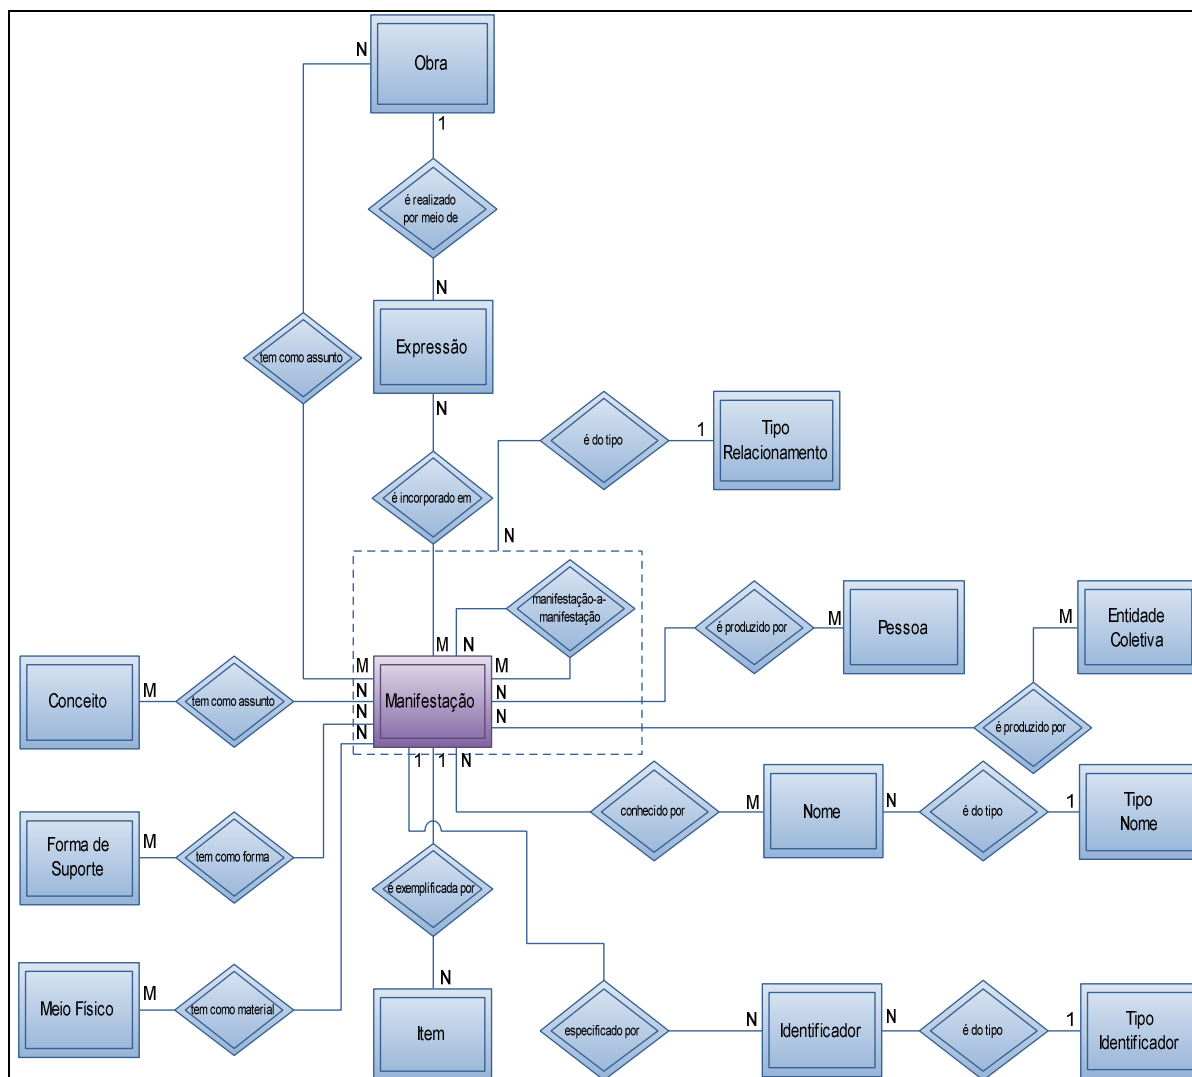 N
Obra
1
é realizado
por meio de
N
Expressão
tem como assunto
N
é do tipo
1
Tipo
Relacionamento
é incorporado em
N
manifestação-a-
manifestação
é produzido por
M
Pessoa
M
Entidade
Coletiva
M
N
M
M
Conceito
M
tem como assunto
N
Manifestação
N
N
N
N
é produzido por
1
1
N
conhecido por
M
Nome
N
é do tipo
1
Tipo
Nome
Forma de
Suporte
M
tem como forma
é exemplificada por
Meio Físico
M
tem como material
N
Item
especificado por
N
Identificador
N
é do tipo
1
Tipo
Identificador